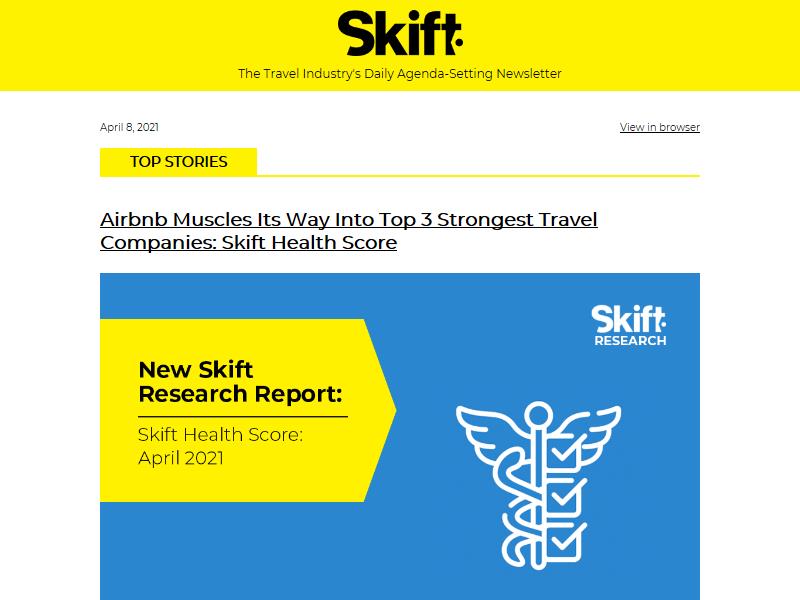 Skift
The Travel Industry's Daily Agenda-Setting Newsletter
April 8, 2021
View in browser
TOP STORIES
Airbnb Muscles Its Way Into Top 3 Strongest Travel
Companies: Skift Health Score
Skift
RESEARCH
New Skift
Research Report:
Skift Health Score:
April 2021